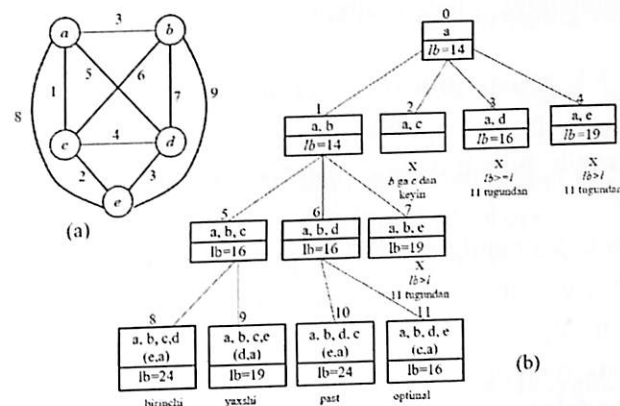 3
a
b
5
6
1
7
8
9
4
c
d
2
3
e
(a)
0
a
lb=14
1
2
3
4
a, b
lb=14
a, c
a, d
lb=16
a, e
lb=19
X
b ga c dan
keyin
X
lb>=l
11 tugundan
X
lb>l
11 tugundan
5
6
7
a, b, c
lb=16
a, b, d
lb=16
a, b, e
lb=19
X
lb>l
11 tugundan
8
9
10
11
a, b, c,d
(e,a)
lb=24
a, b, c,e
(d,a)
lb=19
a, b, d, c
(e,a)
lb=24
a, b, d, e
(c,a)
lb=16
birinchi
yaxshi
past
optimal
(b)